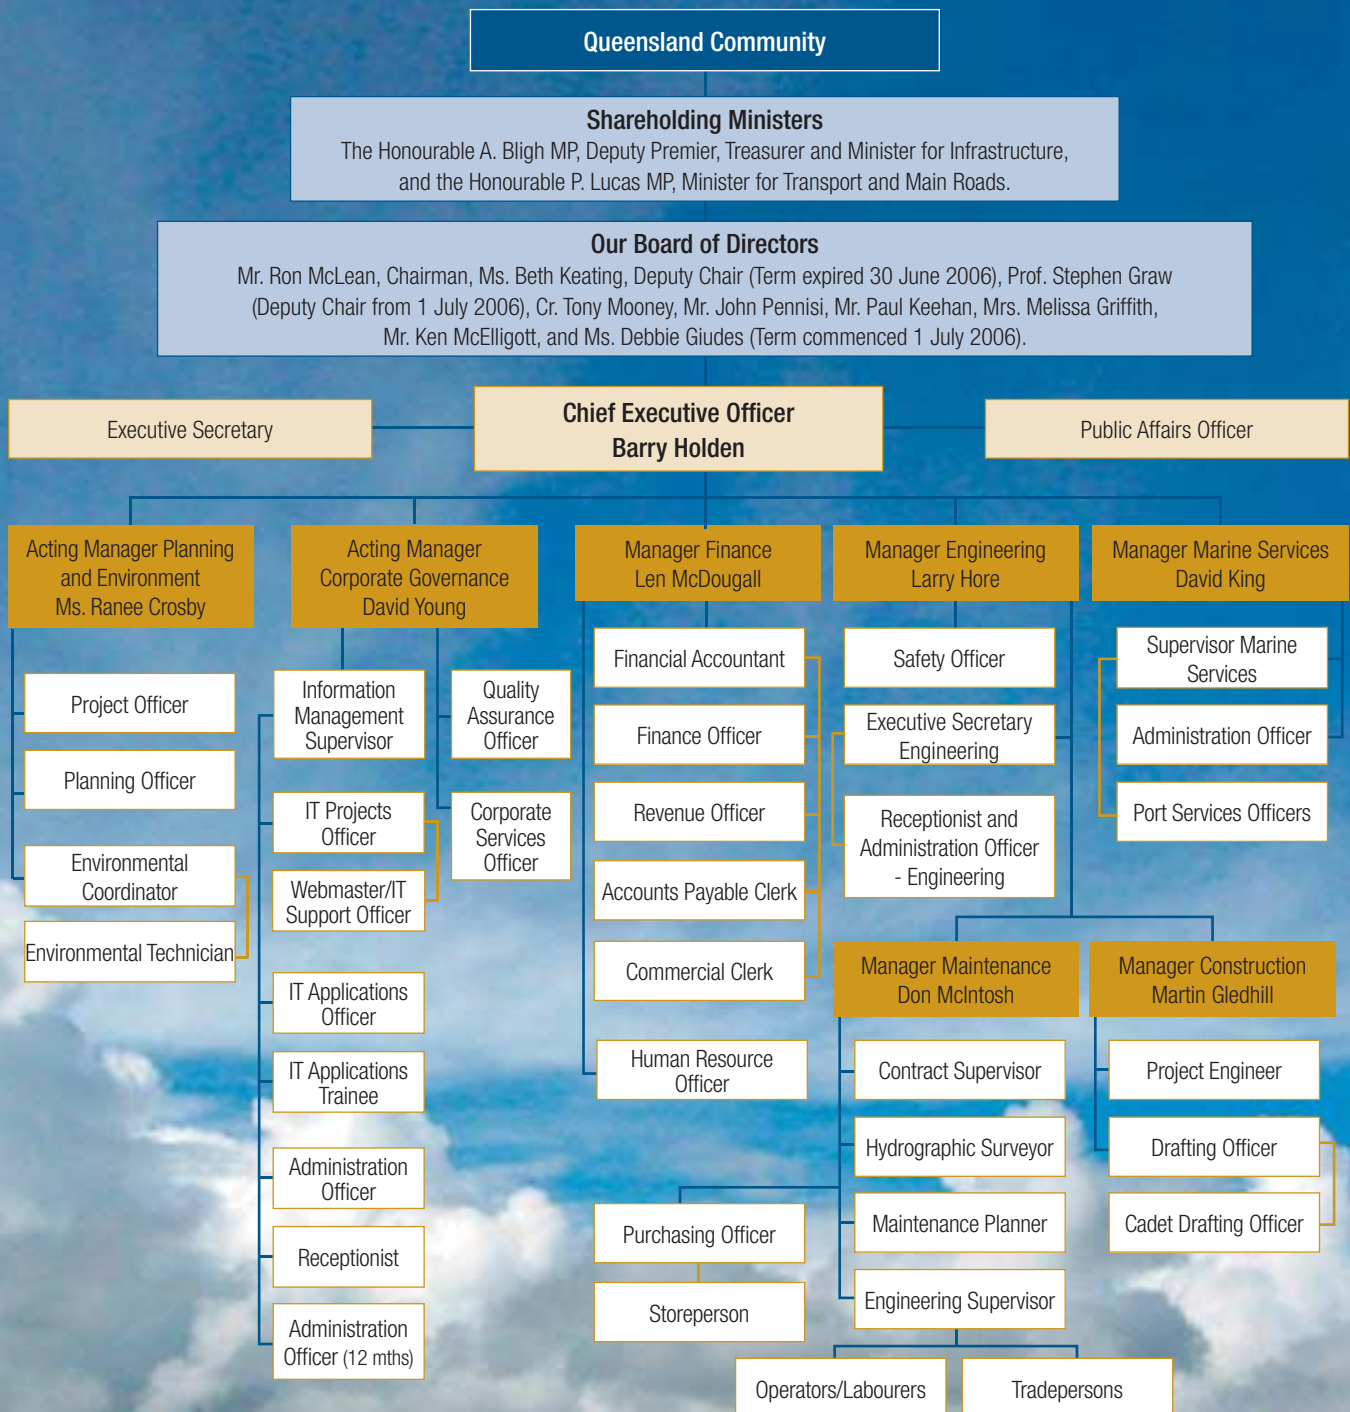 Queensland Community
Shareholding Ministers
The Honourable A. Bligh MP, Deputy Premier, Treasurer and Minister for Infrastructure,
and the Honourable P. Lucas MP, Minister for Transport and Main Roads.
Our Board of Directors
Mr. Ron McLean, Chairman, Ms. Beth Keating, Deputy Chair (Term expired 30 June 2006), Prof. Stephen Graw
(Deputy Chair from 1 July 2006), Cr. Tony Mooney, Mr. John Pennisi, Mr. Paul Keehan, Mrs. Melissa Griffith,
Mr. Ken McElligott, and Ms. Debbie Giudes (Term commenced 1 July 2006).
Executive Secretary
Chief Executive Officer
Barry Holden
Public Affairs Officer
Acting Manager Planning
and Environment
Ms. Ranee Crosby
Project Officer
Planning Officer
Environmental
Coordinator
Environmental Technician
Acting Manager
Corporate Governance
David Young
Information
Management
Supervisor
IT Projects
Officer
Webmaster/IT
Support Officer
IT Applications
Officer
IT Applications
Trainee
Administration
Officer
Receptionist
Administration
Officer (12 mths)
Quality
Assurance
Officer
Corporate
Services
Officer
Manager Finance
Len McDougall
Financial Accountant
Finance Officer
Revenue Officer
Accounts Payable Clerk
Commercial Clerk
Human Resource
Officer
Manager Engineering
Larry Hore
Safety Officer
Executive Secretary
Engineering
Receptionist and
Administration Officer
- Engineering
Manager Marine Services
David King
Supervisor Marine
Services
Administration Officer
Port Services Officers
Manager Maintenance
Don McIntosh
Contract Supervisor
Hydrographic Surveyor
Maintenance Planner
Engineering Supervisor
Purchasing Officer
Storeperson
Operators/Labourers
Tradepersons
Manager Construction
Martin Gledhill
Project Engineer
Drafting Officer
Cadet Drafting Officer